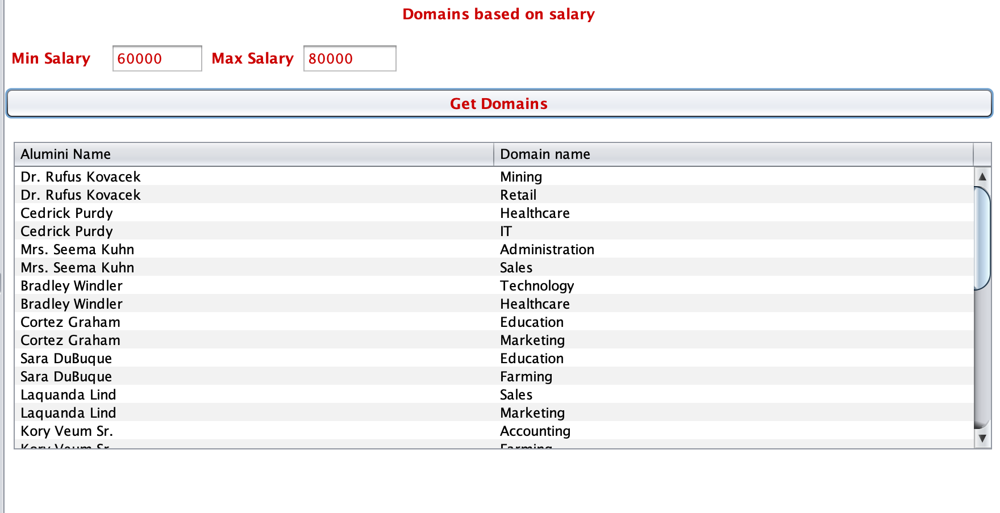 Domains based on salary
Min Salary 60000 Max Salary 80000
Get Domains
Alumini Name Domain name
Dr. Rufus Kovacek Mining
Dr. Rufus Kovacek Retail
Cedrick Purdy Healthcare
Cedrick Purdy IT
Mrs. Seema Kuhn Administration
Mrs. Seema Kuhn Sales
Bradley Windler Technology
Bradley Windler Healthcare
Cortez Graham Education
Cortez Graham Marketing
Sara DuBuque Education
Sara DuBuque Farming
Laquanda Lind Sales
Laquanda Lind Marketing
Kory Veum Sr. Accounting
Kory Veum Sr. Farming